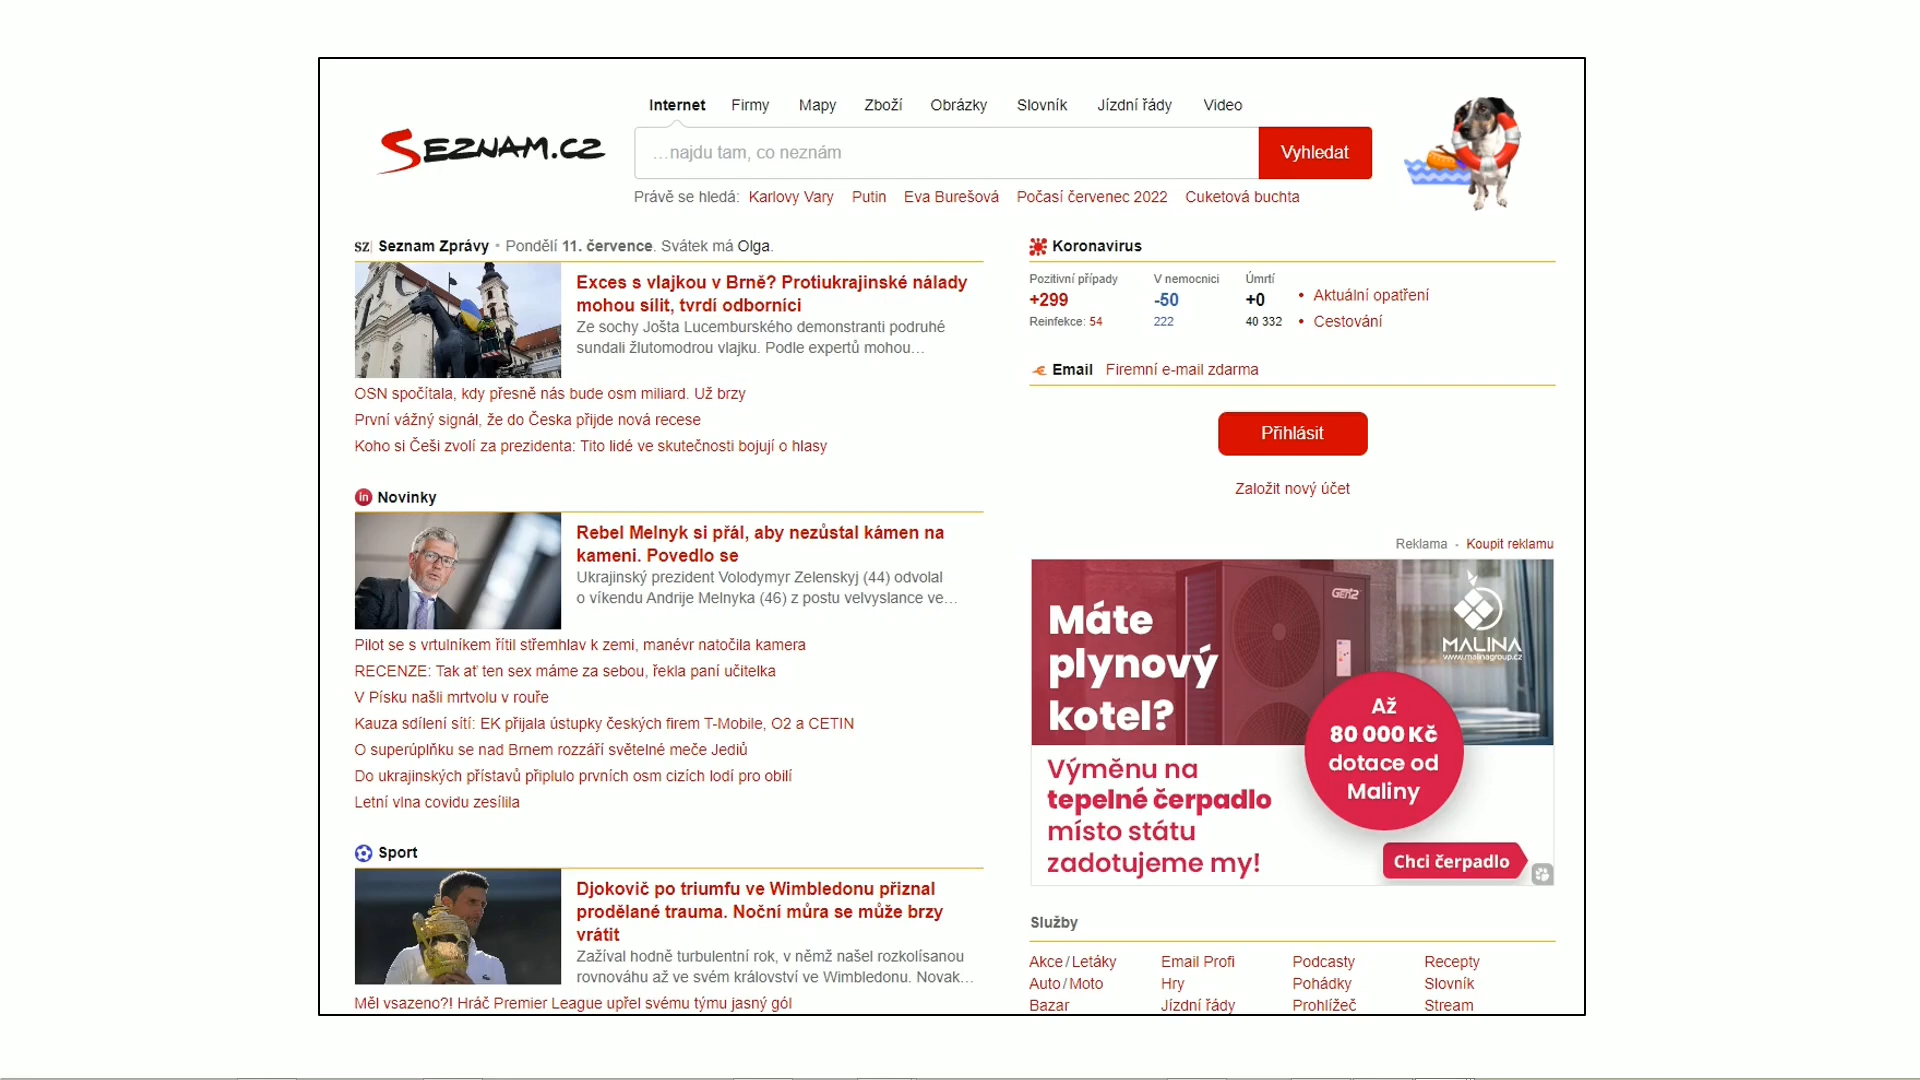 Internet Firmy Mapy Zboží Obrázky Slovník Jízdní řády Video
SEZNAM.CZ
...najdu tam, co neznám
Vyhledat
Právě se hledá: Karlovy Vary Putin Eva Burešová Počasí červenec 2022 Cuketová buchta
SZ Seznam Zprávy • Pondělí 11. července. Svátek má Olga.
Exces s vlajkou v Brně? Protiukrajinské nálady
mohou sílit, tvrdí odborníci
Ze sochy Jošta Lucemburského demonstranti podruhé
sundali žlutomodrou vlajku. Podle expertů mohou...
OSN spočítala, kdy přesně nás bude osm miliard. Už brzy
První vážný signál, že do Česka přijde nová recese
Koho si Češi zvolí za prezidenta: Tito lidé ve skutečnosti bojují o hlasy
in Novinky
Rebel Melnyk si přál, aby nezůstal kámen na
kameni. Povedlo se
Ukrajinský prezident Volodymyr Zelenskyj (44) odvolal
o víkendu Andrije Melnyka (46) z postu velvyslance ve...
Pilot se s vrtulníkem řítil střemhlav k zemi, manévr natočila kamera
RECENZE: Tak ať ten sex máme za sebou, řekla paní učitelka
V Písku našli mrtvolu v rouře
Kauza sdílení sítí: EK přijala ústupky českých firem T-Mobile, O2 a CETIN
O superúplňku se nad Brnem rozzáří světelné meče Jediů
Do ukrajinských přístavů připlulo prvních osm cizích lodí pro obilí
Letní vlna covidu zesílila
Sport
Djokovič po triumfu ve Wimbledonu přiznal
prodělané trauma. Noční můra se může brzy
vrátit
Zažíval hodně turbulentní rok, v němž našel rozkolísanou
rovnováhu až ve svém království ve Wimbledonu. Novak...
Měl vsazeno?! Hráč Premier League upřel svému týmu jasný gól
Koronavirus
Pozitivní případy V nemocnici Úmrtí
+299 -50 +0
Reinfekce: 54 222 40 332
• Aktuální opatření
• Cestování
Email Firemní e-mail zdarma
Přihlásit
Založit nový účet
Reklama - Koupit reklamu
GEN2
MALINA
www.malinagroup.cz
Máte
plynový
kotel?
Až
80 000 Kč
dotace od
Maliny
Výměnu na
tepelné čerpadlo
místo státu
zadotujeme my!
Chci čerpadlo
Služby
Akce / Letáky Email Profi Podcasty Recepty
Auto / Moto Hry Pohádky Slovník
Bazar Jízdní řády Prohlížeč Stream